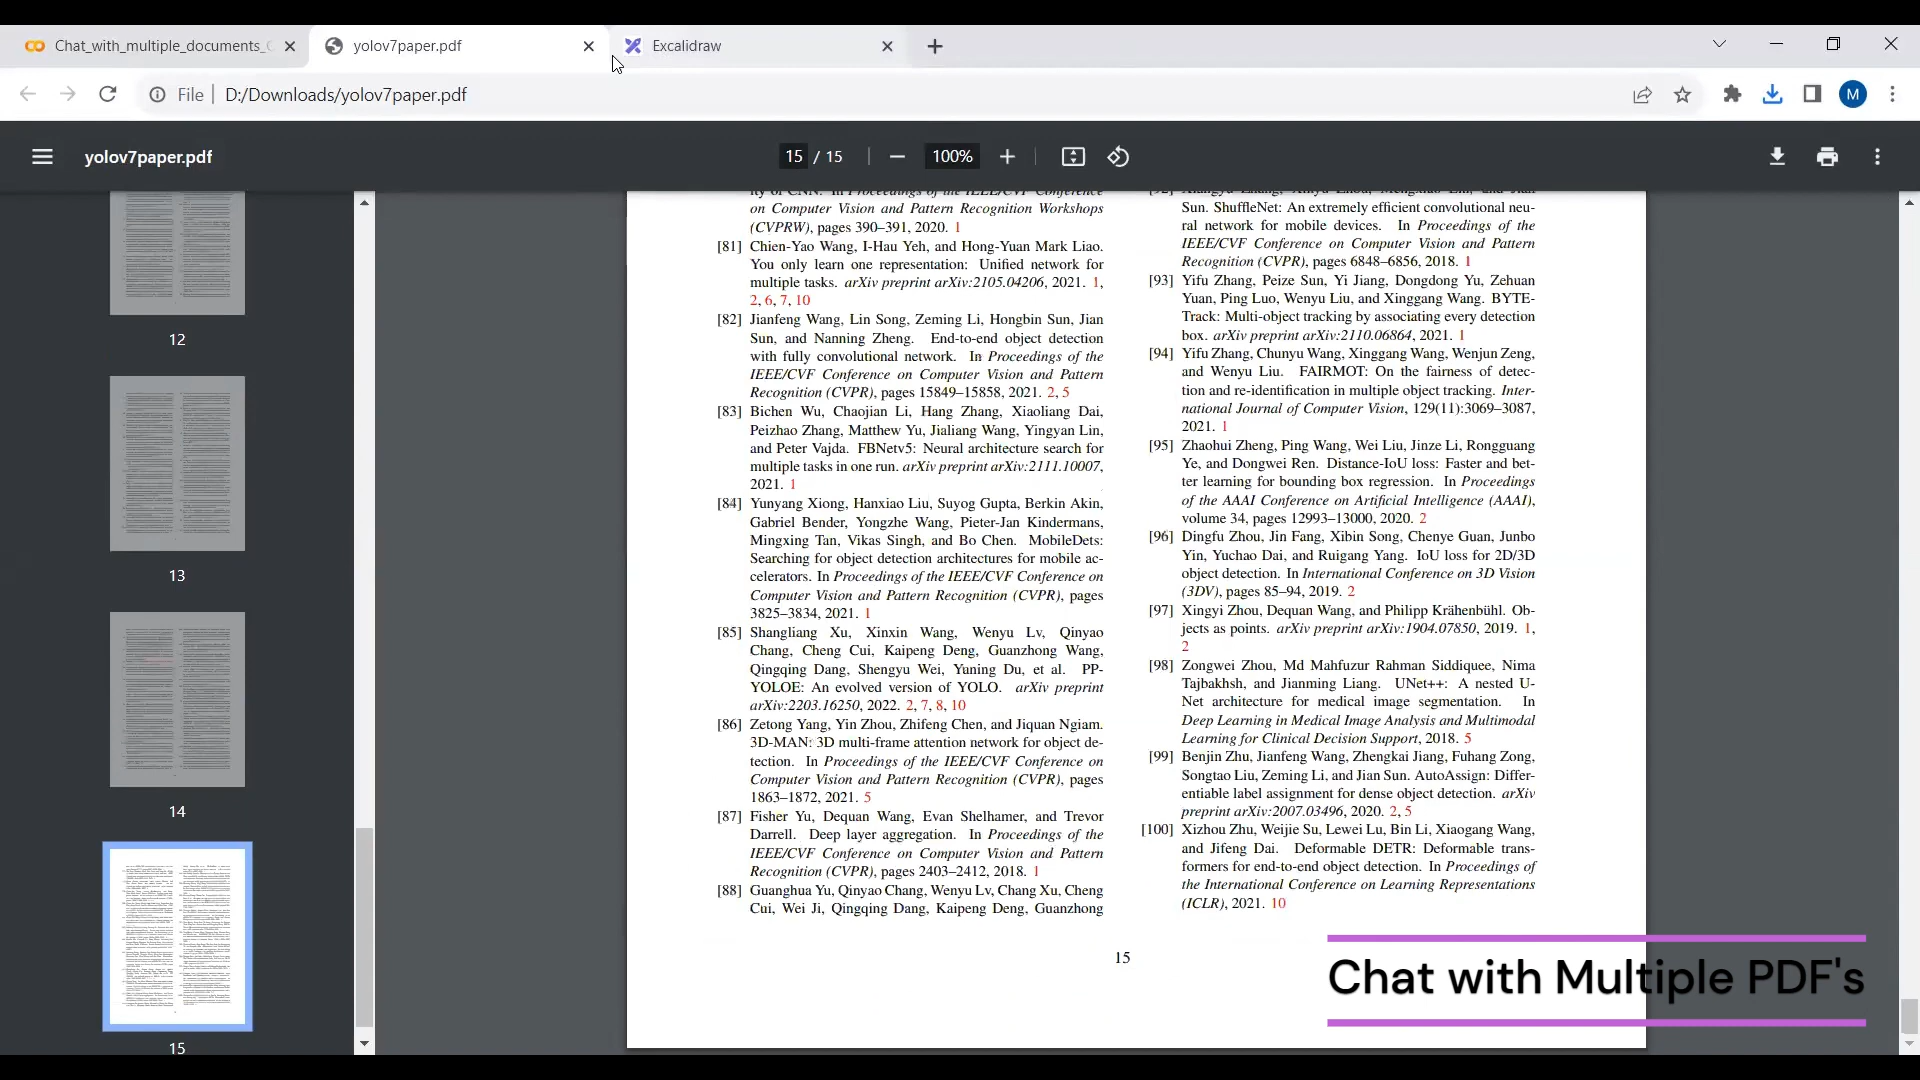 Chat_with_multiple_documents_
yolov7paper.pdf
Excalidraw
File
D:/Downloads/yolov7paper.pdf
M
yolov7paper.pdf
15 / 15
100%
12
13
14
15
ity of CNN. In Proceedings of the IEEE/CVF Conference
on Computer Vision and Pattern Recognition Workshops
(CVPRW), pages 390–391, 2020. 1
[81] Chien-Yao Wang, I-Hau Yeh, and Hong-Yuan Mark Liao.
You only learn one representation: Unified network for
multiple tasks. arXiv preprint arXiv:2105.04206, 2021. 1,
2, 6, 7, 10
[82] Jianfeng Wang, Lin Song, Zeming Li, Hongbin Sun, Jian
Sun, and Nanning Zheng. End-to-end object detection
with fully convolutional network. In Proceedings of the
IEEE/CVF Conference on Computer Vision and Pattern
Recognition (CVPR), pages 15849–15858, 2021. 2, 5
[83] Bichen Wu, Chaojian Li, Hang Zhang, Xiaoliang Dai,
Peizhao Zhang, Matthew Yu, Jialiang Wang, Yingyan Lin,
and Peter Vajda. FBNetv5: Neural architecture search for
multiple tasks in one run. arXiv preprint arXiv:2111.10007,
2021. 1
[84] Yunyang Xiong, Hanxiao Liu, Suyog Gupta, Berkin Akin,
Gabriel Bender, Yongzhe Wang, Pieter-Jan Kindermans,
Mingxing Tan, Vikas Singh, and Bo Chen. MobileDets:
Searching for object detection architectures for mobile ac-
celerators. In Proceedings of the IEEE/CVF Conference on
Computer Vision and Pattern Recognition (CVPR), pages
3825–3834, 2021. 1
[85] Shangliang Xu, Xinxin Wang, Wenyu Lv, Qinyao
Chang, Cheng Cui, Kaipeng Deng, Guanzhong Wang,
Qingqing Dang, Shengyu Wei, Yuning Du, et al. PP-
YOLOE: An evolved version of YOLO. arXiv preprint
arXiv:2203.16250, 2022. 2, 7, 8, 10
[86] Zetong Yang, Yin Zhou, Zhifeng Chen, and Jiquan Ngiam.
3D-MAN: 3D multi-frame attention network for object de-
tection. In Proceedings of the IEEE/CVF Conference on
Computer Vision and Pattern Recognition (CVPR), pages
1863–1872, 2021. 5
[87] Fisher Yu, Dequan Wang, Evan Shelhamer, and Trevor
Darrell. Deep layer aggregation. In Proceedings of the
IEEE/CVF Conference on Computer Vision and Pattern
Recognition (CVPR), pages 2403–2412, 2018. 1
[88] Guanghua Yu, Qinyao Chang, Wenyu Lv, Chang Xu, Cheng
Cui, Wei Ji, Qingqing Dang, Kaipeng Deng, Guanzhong
[92] Xiangyu Zhang, Xinyu Zhou, Mengxiao Lin, and Jian
Sun. ShuffleNet: An extremely efficient convolutional neu-
ral network for mobile devices. In Proceedings of the
IEEE/CVF Conference on Computer Vision and Pattern
Recognition (CVPR), pages 6848–6856, 2018. 1
[93] Yifu Zhang, Peize Sun, Yi Jiang, Dongdong Yu, Zehuan
Yuan, Ping Luo, Wenyu Liu, and Xinggang Wang. BYTE-
Track: Multi-object tracking by associating every detection
box. arXiv preprint arXiv:2110.06864, 2021. 1
[94] Yifu Zhang, Chunyu Wang, Xinggang Wang, Wenjun Zeng,
and Wenyu Liu. FAIRMOT: On the fairness of detec-
tion and re-identification in multiple object tracking. Inter-
national Journal of Computer Vision, 129(11):3069–3087,
2021. 1
[95] Zhaohui Zheng, Ping Wang, Wei Liu, Jinze Li, Rongguang
Ye, and Dongwei Ren. Distance-IoU loss: Faster and bet-
ter learning for bounding box regression. In Proceedings
of the AAAI Conference on Artificial Intelligence (AAAI),
volume 34, pages 12993–13000, 2020. 2
[96] Dingfu Zhou, Jin Fang, Xibin Song, Chenye Guan, Junbo
Yin, Yuchao Dai, and Ruigang Yang. IoU loss for 2D/3D
object detection. In International Conference on 3D Vision
(3DV), pages 85–94, 2019. 2
[97] Xingyi Zhou, Dequan Wang, and Philipp Krähenbühl. Ob-
jects as points. arXiv preprint arXiv:1904.07850, 2019. 1,
2
[98] Zongwei Zhou, Md Mahfuzur Rahman Siddiquee, Nima
Tajbakhsh, and Jianming Liang. UNet++: A nested U-
Net architecture for medical image segmentation. In
Deep Learning in Medical Image Analysis and Multimodal
Learning for Clinical Decision Support, 2018. 5
[99] Benjin Zhu, Jianfeng Wang, Zhengkai Jiang, Fuhang Zong,
Songtao Liu, Zeming Li, and Jian Sun. AutoAssign: Differ-
entiable label assignment for dense object detection. arXiv
preprint arXiv:2007.03496, 2020. 2, 5
[100] Xizhou Zhu, Weijie Su, Lewei Lu, Bin Li, Xiaogang Wang,
and Jifeng Dai. Deformable DETR: Deformable trans-
formers for end-to-end object detection. In Proceedings of
the International Conference on Learning Representations
(ICLR), 2021. 10
15
Chat with Multiple PDF's